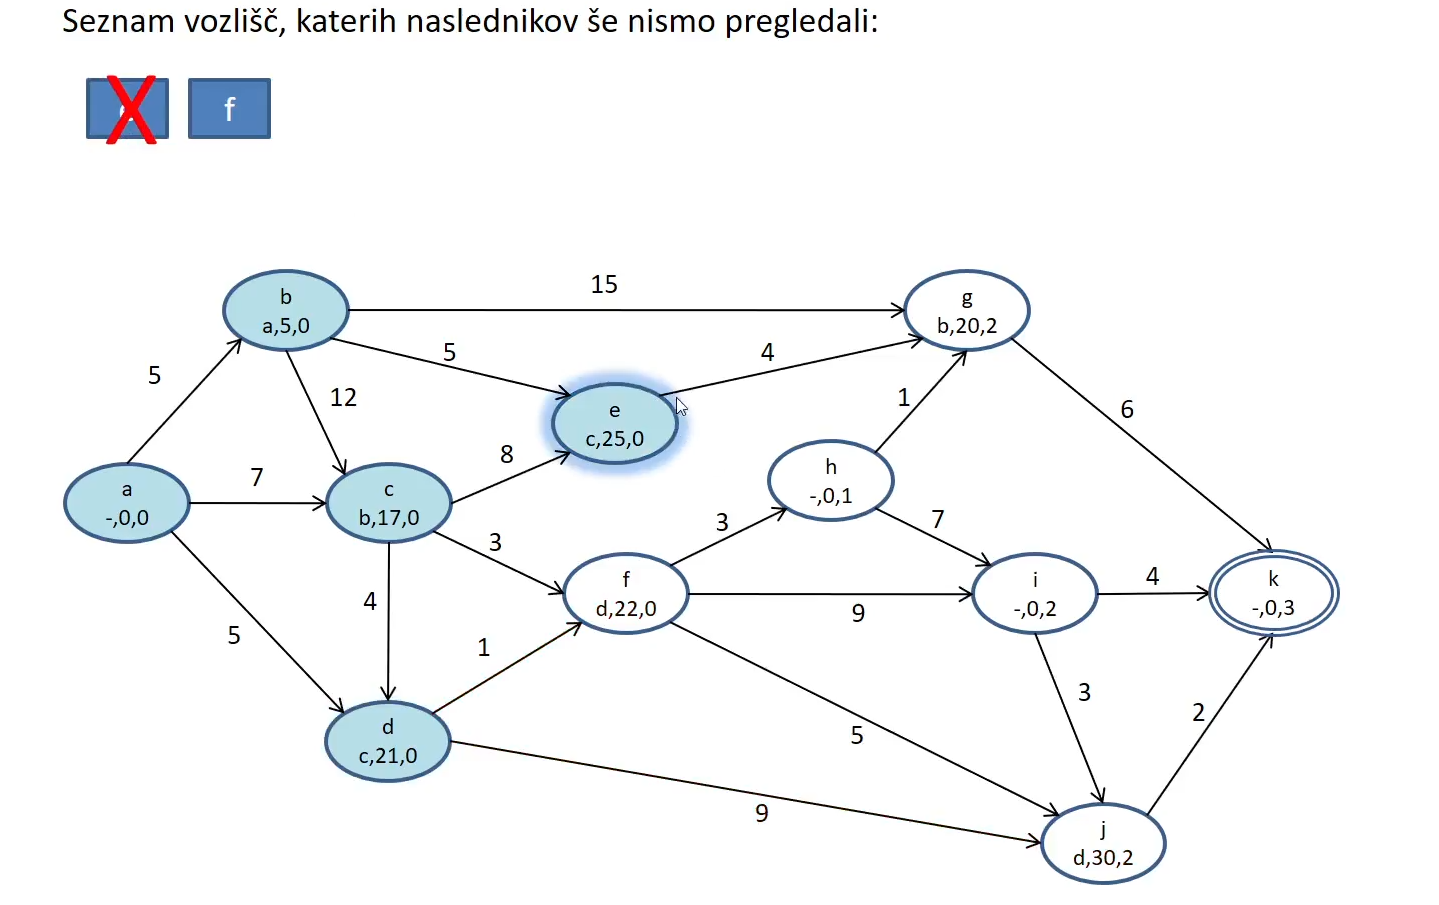 Seznam vozlišč, katerih naslednikov še nismo pregledali:
f
15
b
a,5,0
g
b,20,2
5
4
5
12
1
6
e
c,25,0
8
7
h
-,0,1
a
-,0,0
c
b,17,0
3
7
3
f
d,22,0
i
-,0,2
4
k
-,0,3
4
9
5
1
3
2
5
d
c,21,0
9
j
d,30,2